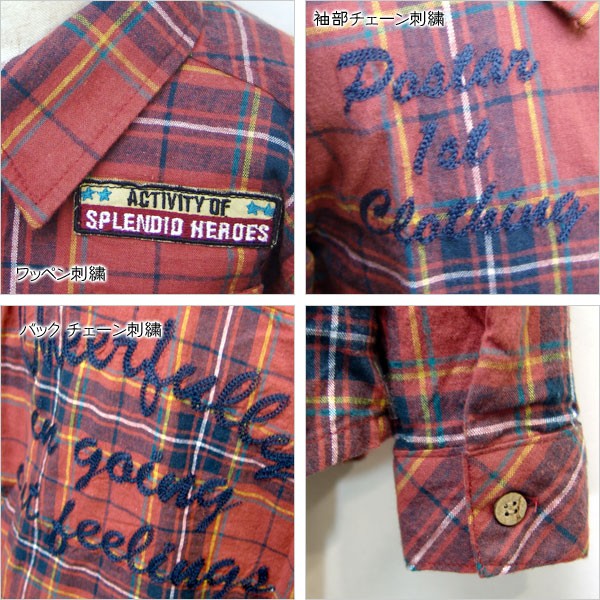 ACTIVITY OF
SPLENDID HEROES
ワッペン刺繍
袖部チェーン刺繍
Dostar
1st
Clothing
バック チェーン刺繍
going
feelings